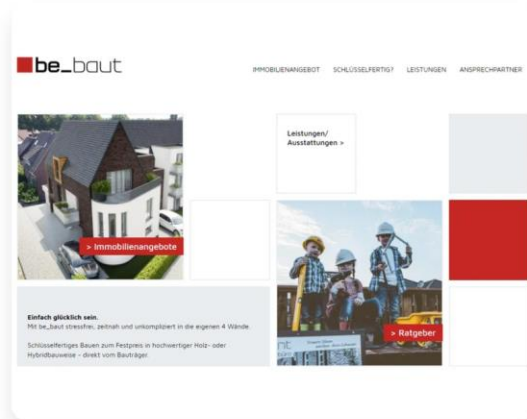 be_baut
IMMOBILIENANGEBOT SCHLÜSSELFERTIG? LEISTUNGEN ANSPRECHPARTNER
Leistungen/
Ausstattungen >
> Immobilienangebote
> Ratgeber
Einfach glücklich sein.
Mit be_baut stressfrei, zeitnah und unkompliziert in die eigenen 4 Wände.
Schlüsselfertiges Bauen zum Festpreis in hochwertiger Holz- oder
Hybridbauweise - direkt vom Bauträger.